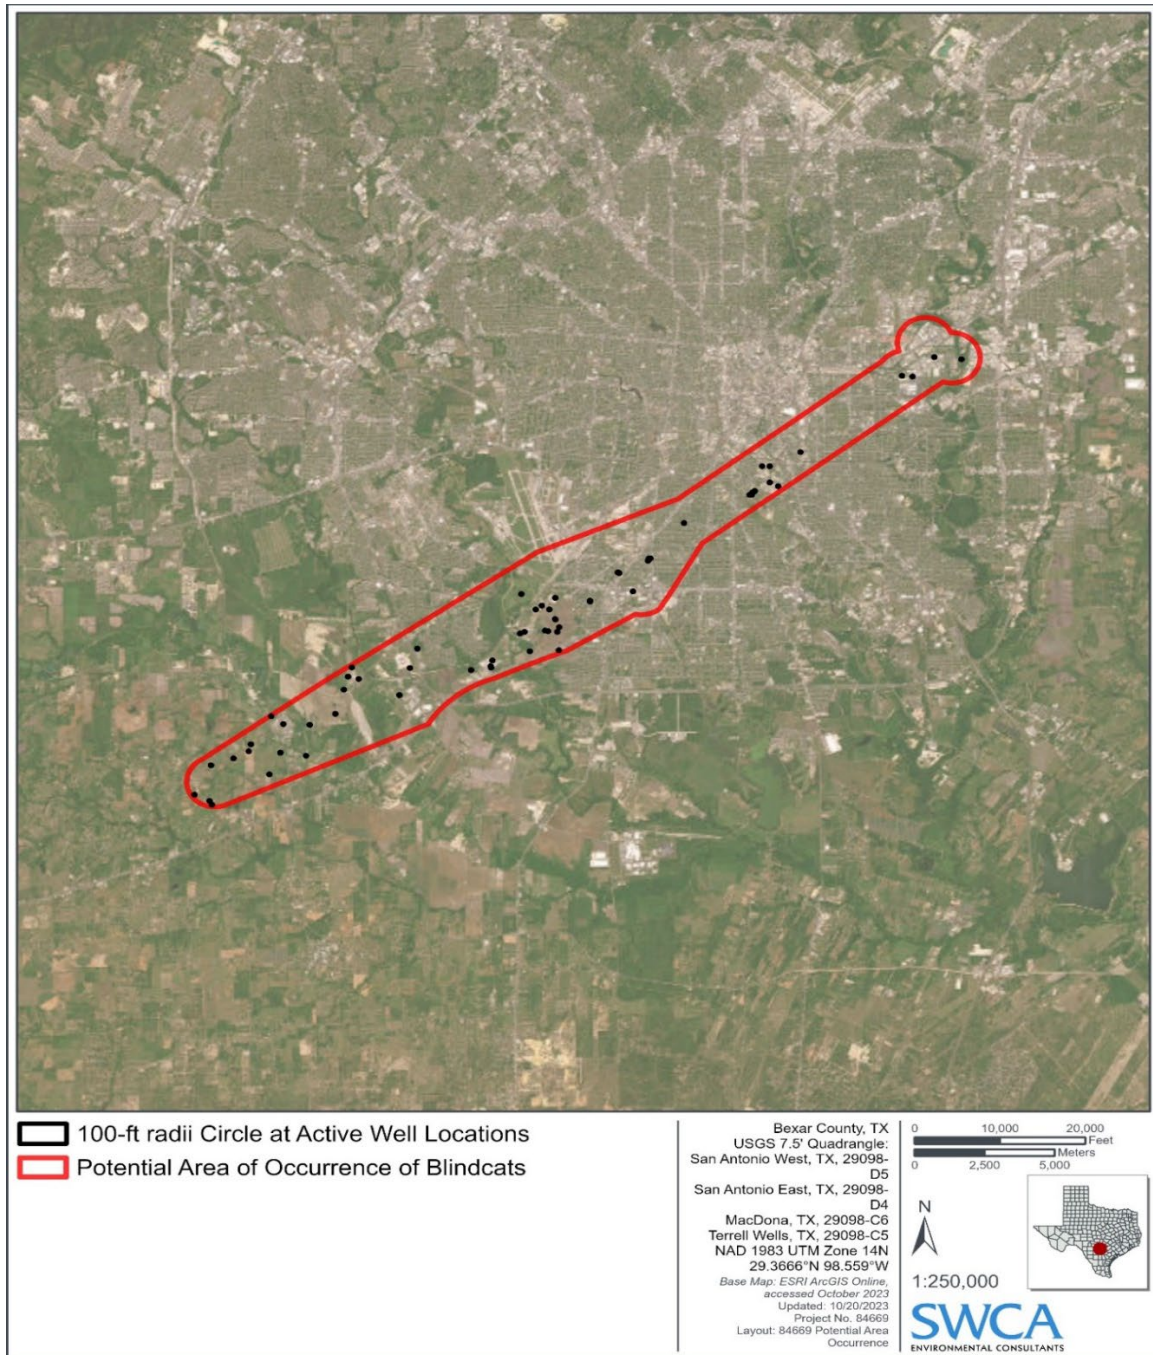 100-ft radii Circle at Active Well Locations
Potential Area of Occurrence of Blindcats
Bexar County, TX
USGS 7.5' Quadrangle:
San Antonio West, TX, 29098-
D5
San Antonio East, TX, 29098-
D4
MacDona, TX, 29098-C6
Terrell Wells, TX, 29098-C5
NAD 1983 UTM Zone 14N
29.3666°N 98.559°W
Base Map: ESRI ArcGIS Online,
accessed October 2023
Updated: 10/20/2023
Project No. 84669
Layout: 84669 Potential Area
Occurrence
0 10,000 20,000
Feet
Meters
0 2,500 5,000
N
1:250,000
SWCA
ENVIRONMENTAL CONSULTANTS